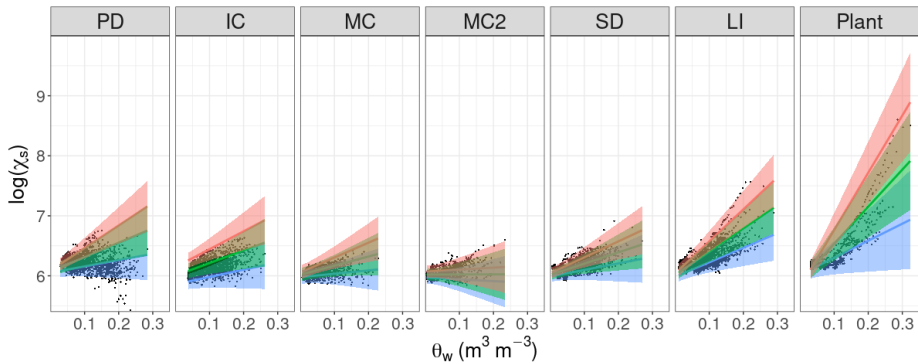 PD IC MC MC2 SD LI Plant
log(χs)
9
8
7
6
0.1 0.2 0.3 0.1 0.2 0.3 0.1 0.2 0.3 0.1 0.2 0.3 0.1 0.2 0.3 0.1 0.2 0.3 0.1 0.2 0.3
θw (m³ m⁻³)